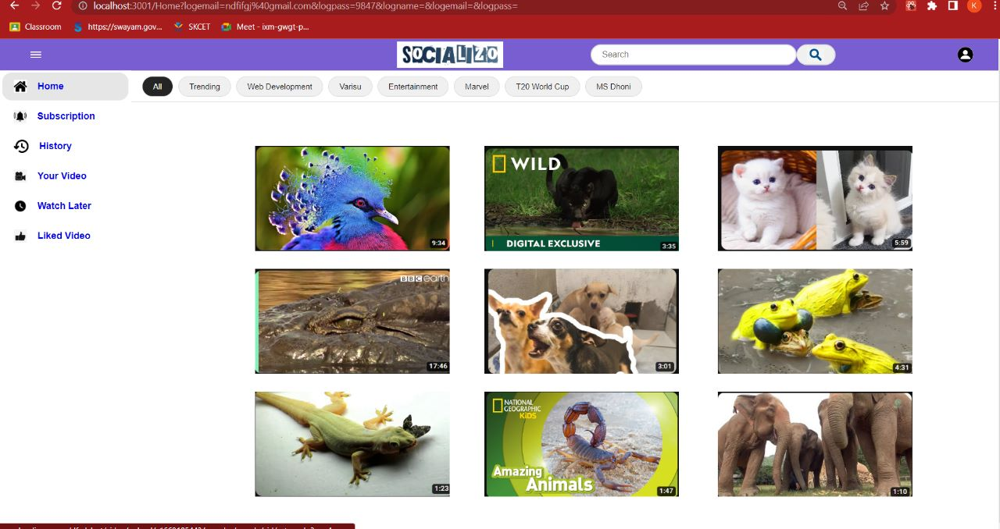 localhost:3001/Home?logemail=ndfifgj%40gmail.com&logpass=9847&logname=&logemail=&logpass=
K
Classroom
https://swayam.gov...
SKCET
Meet - ixm-gwgt-p...
SOCIALIZO
Search
Home
All
Trending
Web Development
Varisu
Entertainment
Marvel
T20 World Cup
MS Dhoni
Subscription
History
Your Video
Watch Later
Liked Video
9:34
WILD
DIGITAL EXCLUSIVE
3:35
5:59
BBC earth
17:46
3:01
4:31
1:23
NATIONAL
GEOGRAPHIC
KiDS
Amazing
Animals
1:47
1:10